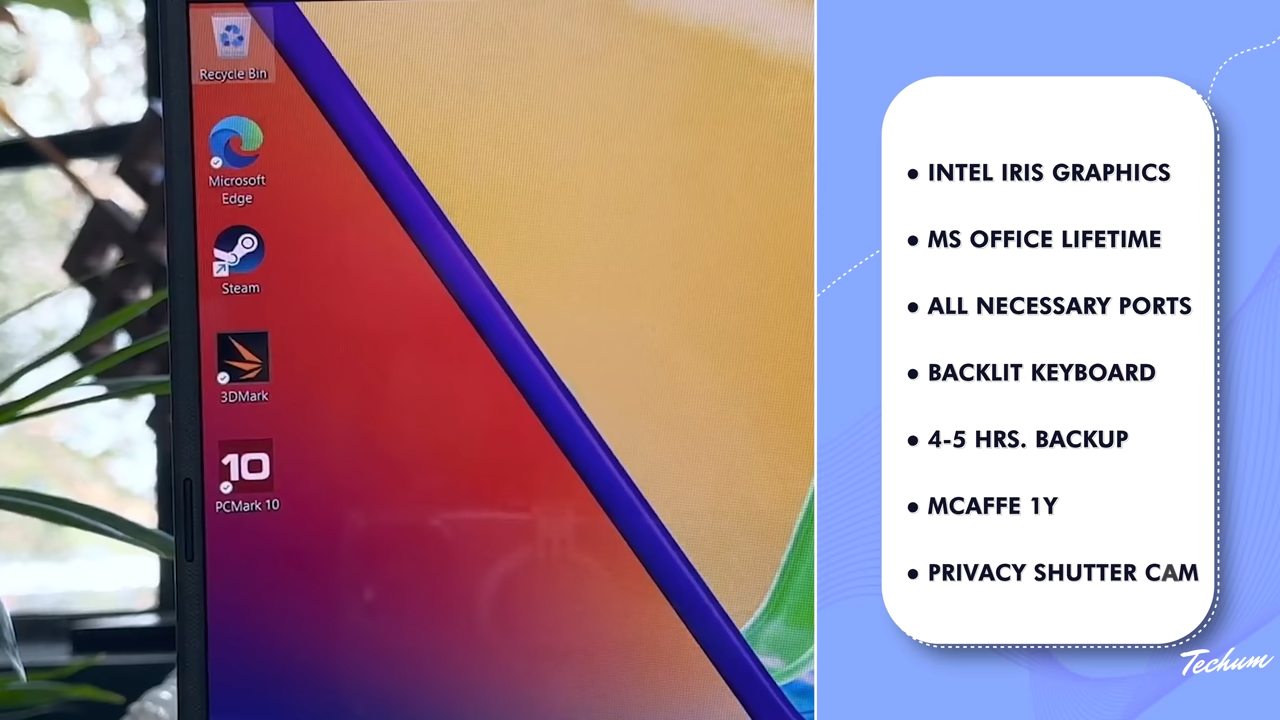 Recycle Bin
Microsoft
Edge
Steam
3DMark
10
PCMark 10
• INTEL IRIS GRAPHICS
• MS OFFICE LIFETIME
• ALL NECESSARY PORTS
• BACKLIT KEYBOARD
• 4-5 HRS. BACKUP
• MCAFFE 1Y
• PRIVACY SHUTTER CAM
Techum